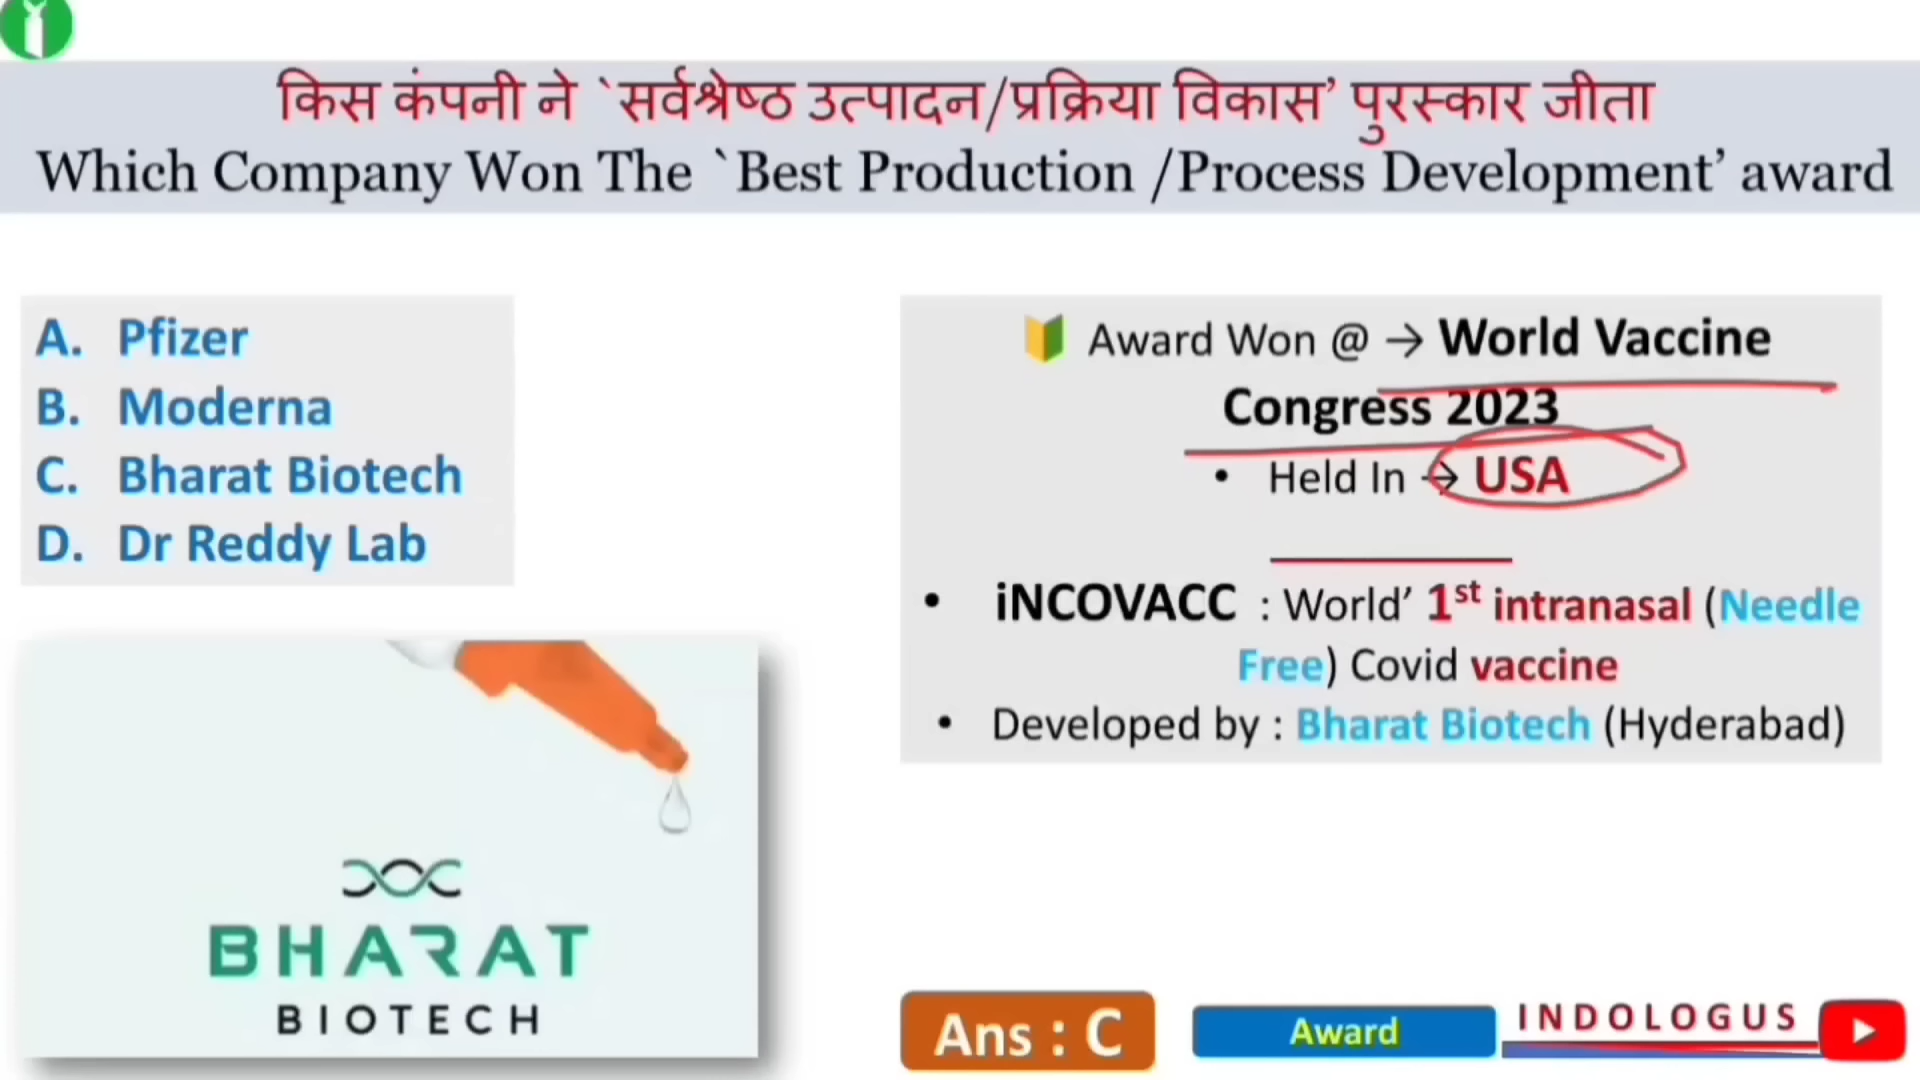 किस कंपनी ने `सर्वश्रेष्ठ उत्पादन/प्रक्रिया विकास’ पुरस्कार जीता
Which Company Won The `Best Production /Process Development’ award
A. Pfizer
B. Moderna
C. Bharat Biotech
D. Dr Reddy Lab
🔰 Award Won @ → World Vaccine
Congress 2023
• Held In → USA
• iNCOVACC : World’ 1st intranasal (Needle
Free) Covid vaccine
• Developed by : Bharat Biotech (Hyderabad)
BHARAT
BIOTECH
Ans : C
Award
INDOLOGUS